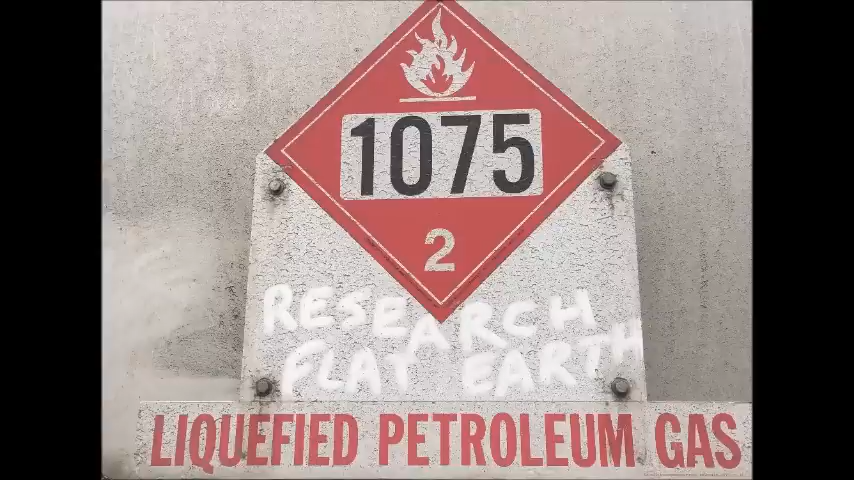 1075
2
RESEARCH
FLAT EARTH
LIQUEFIED PETROLEUM GAS